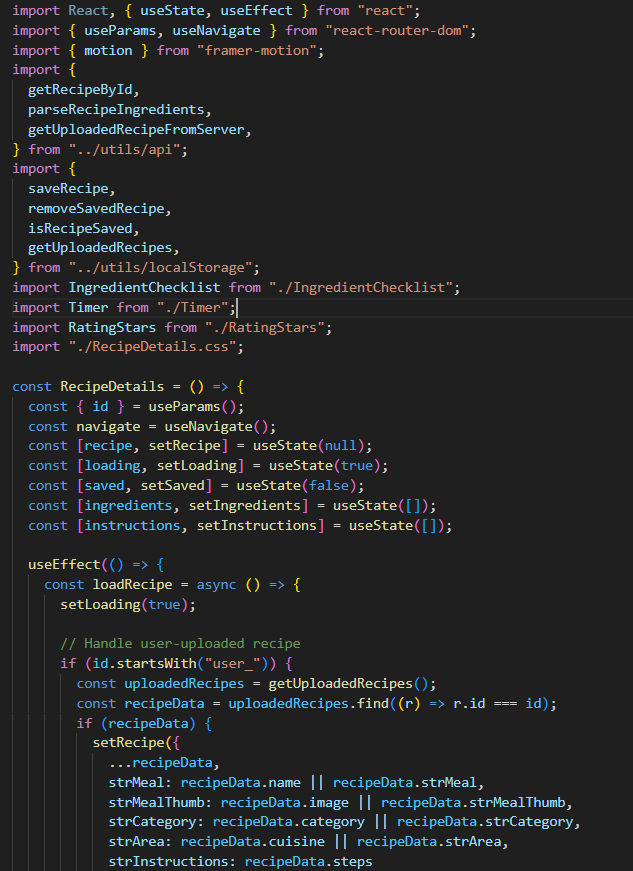 import React, { useState, useEffect } from "react";
import { useParams, useNavigate } from "react-router-dom";
import { motion } from "framer-motion";
import {
  getRecipeById,
  parseRecipeIngredients,
  getUploadedRecipeFromServer,
} from "../utils/api";
import {
  saveRecipe,
  removeSavedRecipe,
  isRecipeSaved,
  getUploadedRecipes,
} from "../utils/localStorage";
import IngredientChecklist from "./IngredientChecklist";
import Timer from "./Timer";
import RatingStars from "./RatingStars";
import "./RecipeDetails.css";

const RecipeDetails = () => {
  const { id } = useParams();
  const navigate = useNavigate();
  const [recipe, setRecipe] = useState(null);
  const [loading, setLoading] = useState(true);
  const [saved, setSaved] = useState(false);
  const [ingredients, setIngredients] = useState([]);
  const [instructions, setInstructions] = useState([]);

  useEffect(() => {
    const loadRecipe = async () => {
      setLoading(true);

      // Handle user-uploaded recipe
      if (id.startsWith("user_")) {
        const uploadedRecipes = getUploadedRecipes();
        const recipeData = uploadedRecipes.find((r) => r.id === id);
        if (recipeData) {
          setRecipe({
            ...recipeData,
            strMeal: recipeData.name || recipeData.strMeal,
            strMealThumb: recipeData.image || recipeData.strMealThumb,
            strCategory: recipeData.category || recipeData.strCategory,
            strArea: recipeData.cuisine || recipeData.strArea,
            strInstructions: recipeData.steps